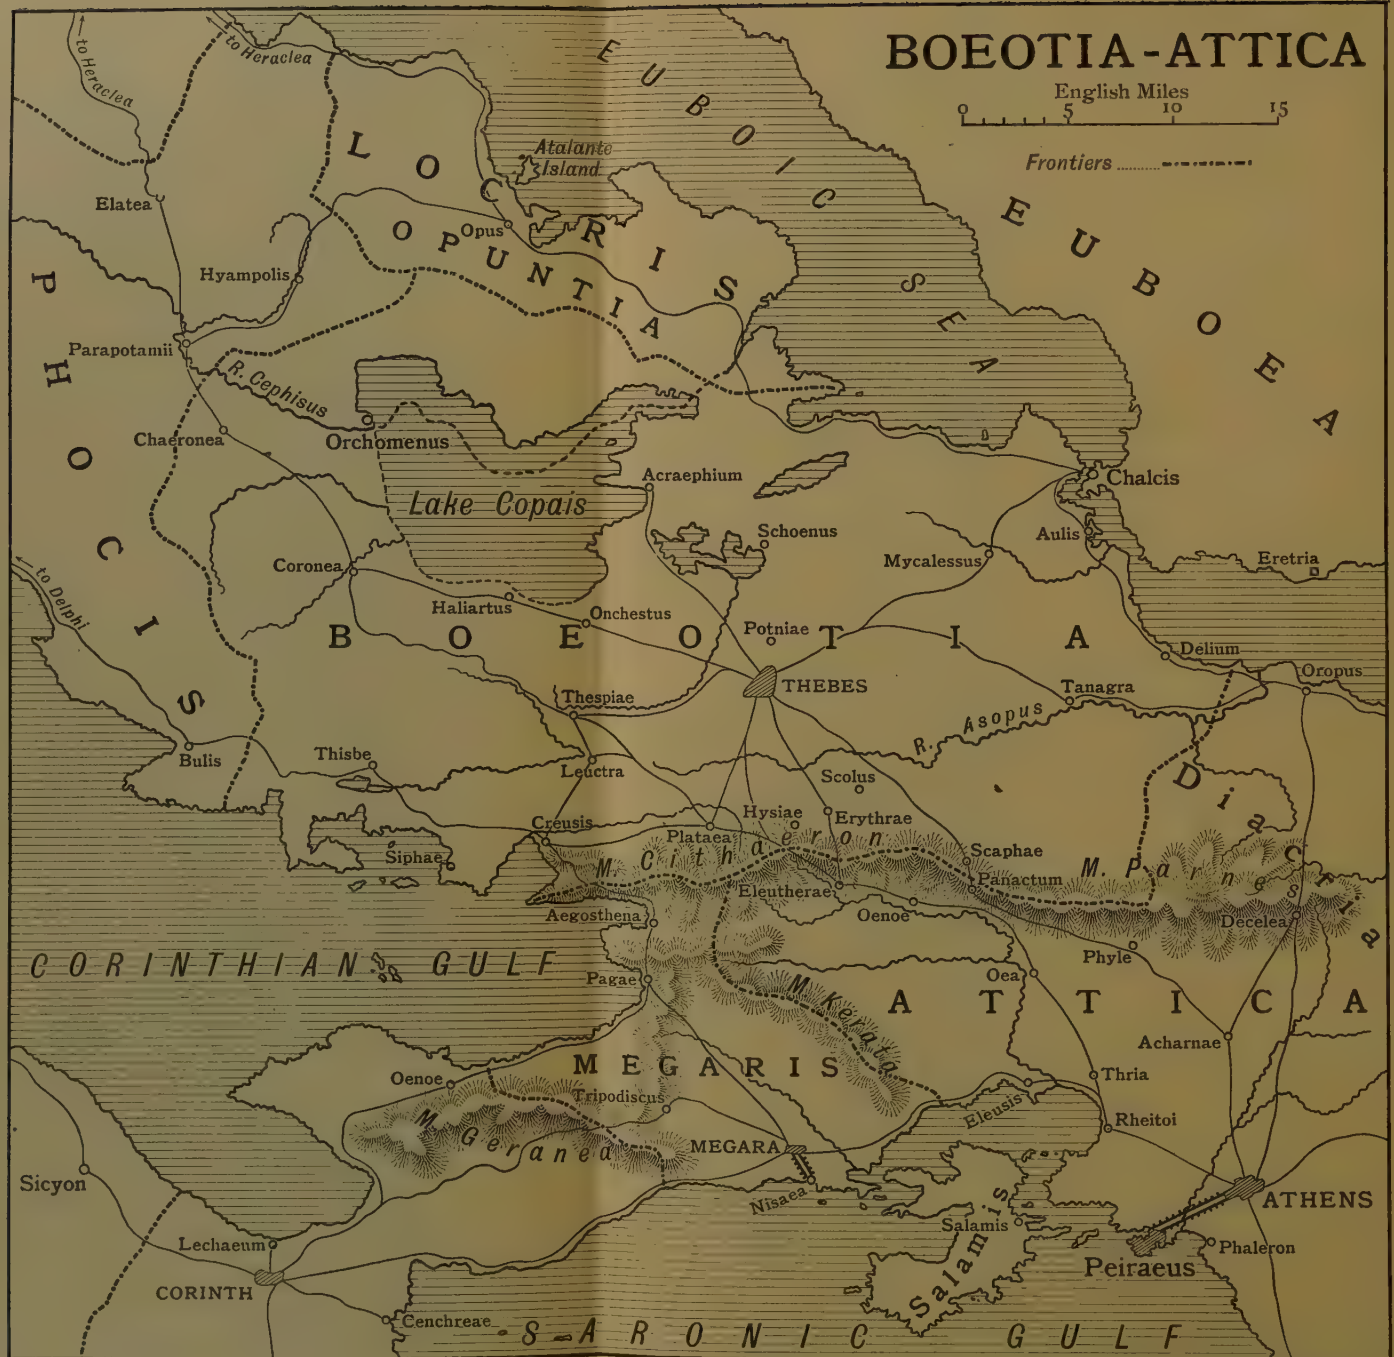 BOEOTIA-ATTICA
English Miles
0 5 10 15
Frontiers
to Heraclea
to Heraclea
EUBOIC SEA
EUBOEA
Atalante
Island
LOCRIS
OPUNTIA
Elatea
Opus
Hyampolis
PHOCIS
Parapotamii
R. Cephisus
Chaeronea
Orchomenus
Lake Copais
Acraephium
Chalcis
Schoenus
Aulis
Mycalessus
Eretria
Coronea
to Delphi
Haliartus
Onchestus
BOEOTIA
Potniae
Delium
THEBES
Oropus
Tanagra
Thespiae
R. Asopus
Bulis
Thisbe
Leuctra
Scolus
Diacria
Hysiae
Erythrae
Creusis
Plataea
Siphae
M. Cithaeron
Scaphae
M. Parnes
Panactum
Eleutherae
Oenoe
Aegosthena
Decelea
Phyle
CORINTHIAN GULF
Pagae
Oea
M. Kerata
ATTICA
Acharnae
MEGARIS
Oenoe
Thria
Tripodiscus
Eleusis
Rheitoi
M. Geranea
MEGARA
Sicyon
Nisaea
ATHENS
Salamis
Salamis
Lechaeum
Phaleron
Peiraeus
CORINTH
Cenchreae
SARONIC GULF